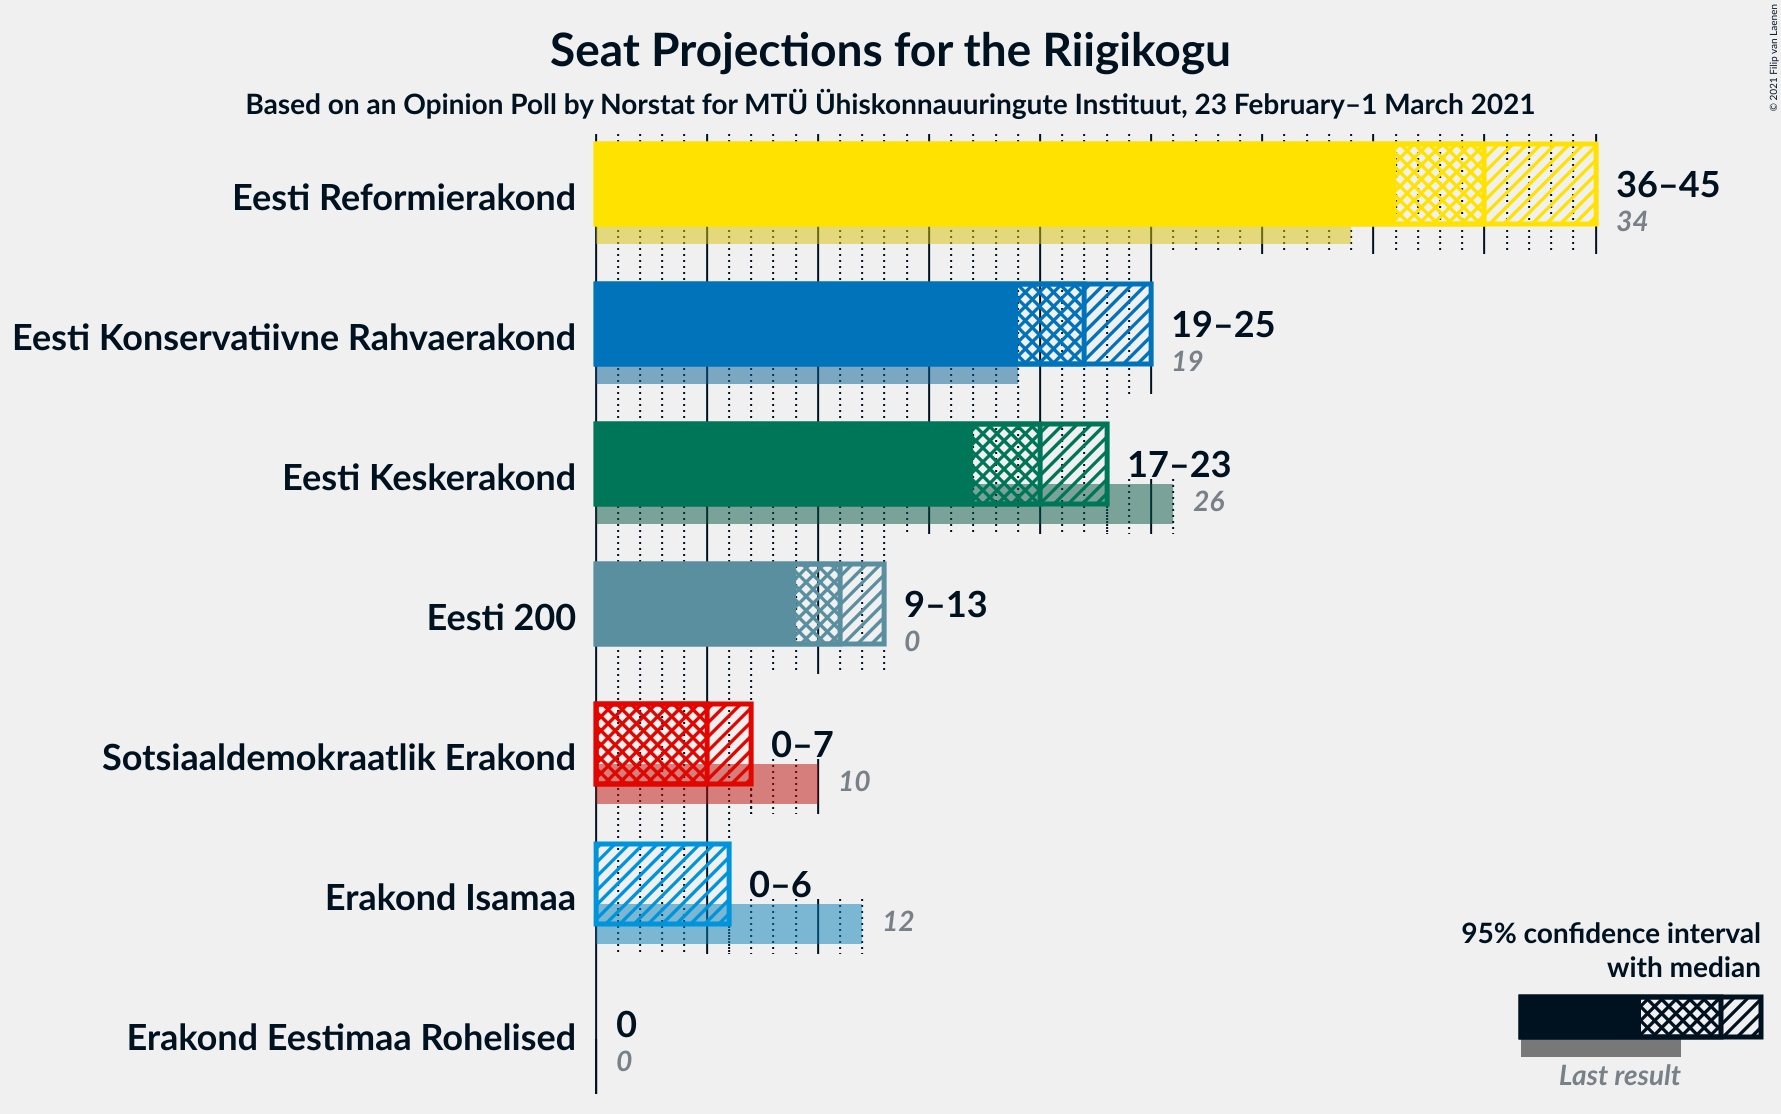 Seat Projections for the Riigikogu
Based on an Opinion Poll by Norstat for MTÜ Ühiskonnauuringute Instituut, 23 February–1 March 2021
© 2021 Filip van Laenen
Eesti Reformierakond
36–45
34
Eesti Konservatiivne Rahvaerakond
19–25
19
Eesti Keskerakond
17–23
26
Eesti 200
9–13
0
Sotsiaaldemokraatlik Erakond
0–7
10
Erakond Isamaa
0–6
12
Erakond Eestimaa Rohelised
0
0
95% confidence interval
with median
Last result